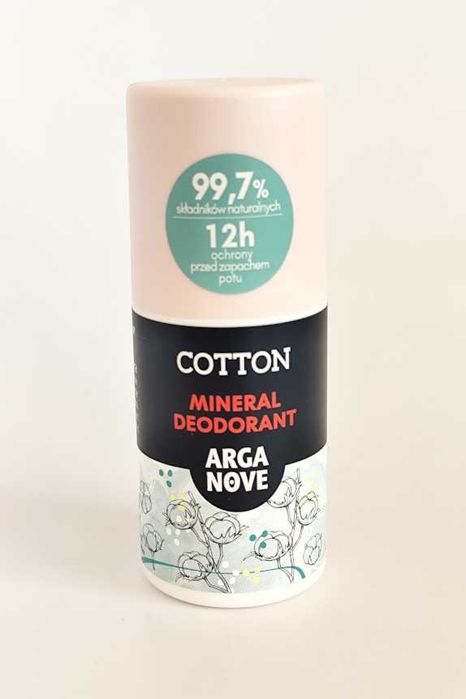 99,7%
składników naturalnych
12h
ochrony
przed zapachem
potu
COTTON
MINERAL
DEODORANT
ARGA
NOVE